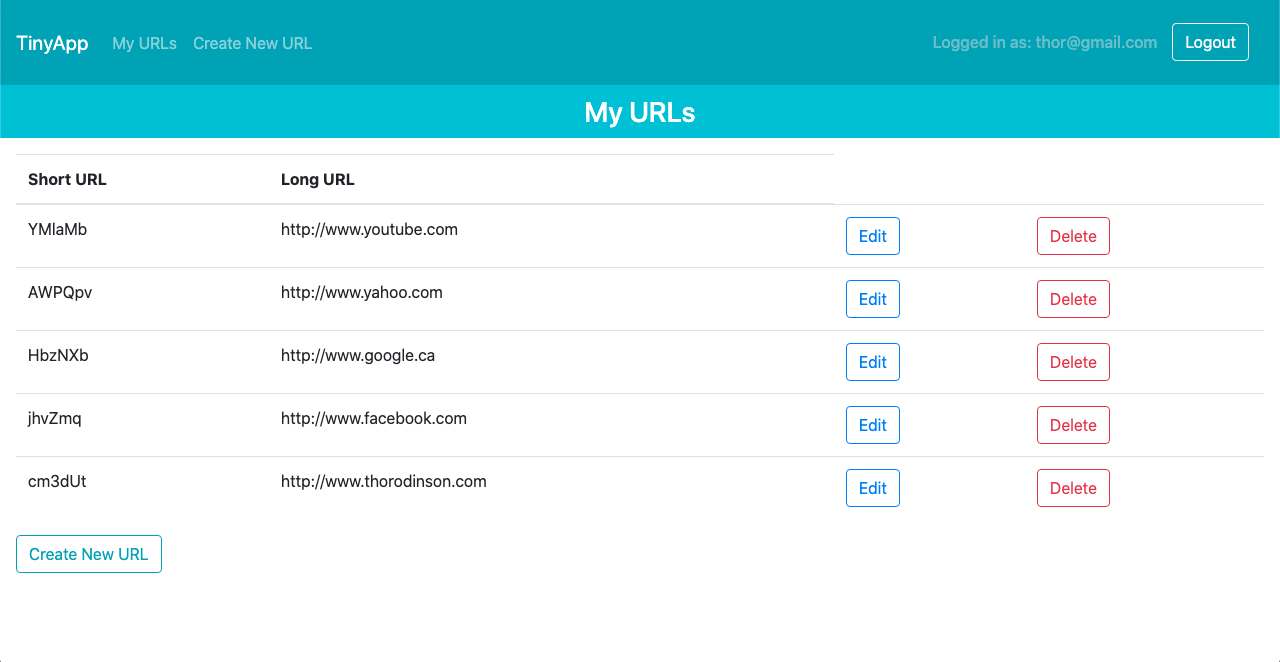 TinyApp My URLs Create New URL Logged in as: thor@gmail.com Logout
My URLs
Short URL Long URL
YMlaMb http://www.youtube.com Edit Delete
AWPQpv http://www.yahoo.com Edit Delete
HbzNXb http://www.google.ca Edit Delete
jhvZmq http://www.facebook.com Edit Delete
cm3dUt http://www.thorodinson.com Edit Delete
Create New URL